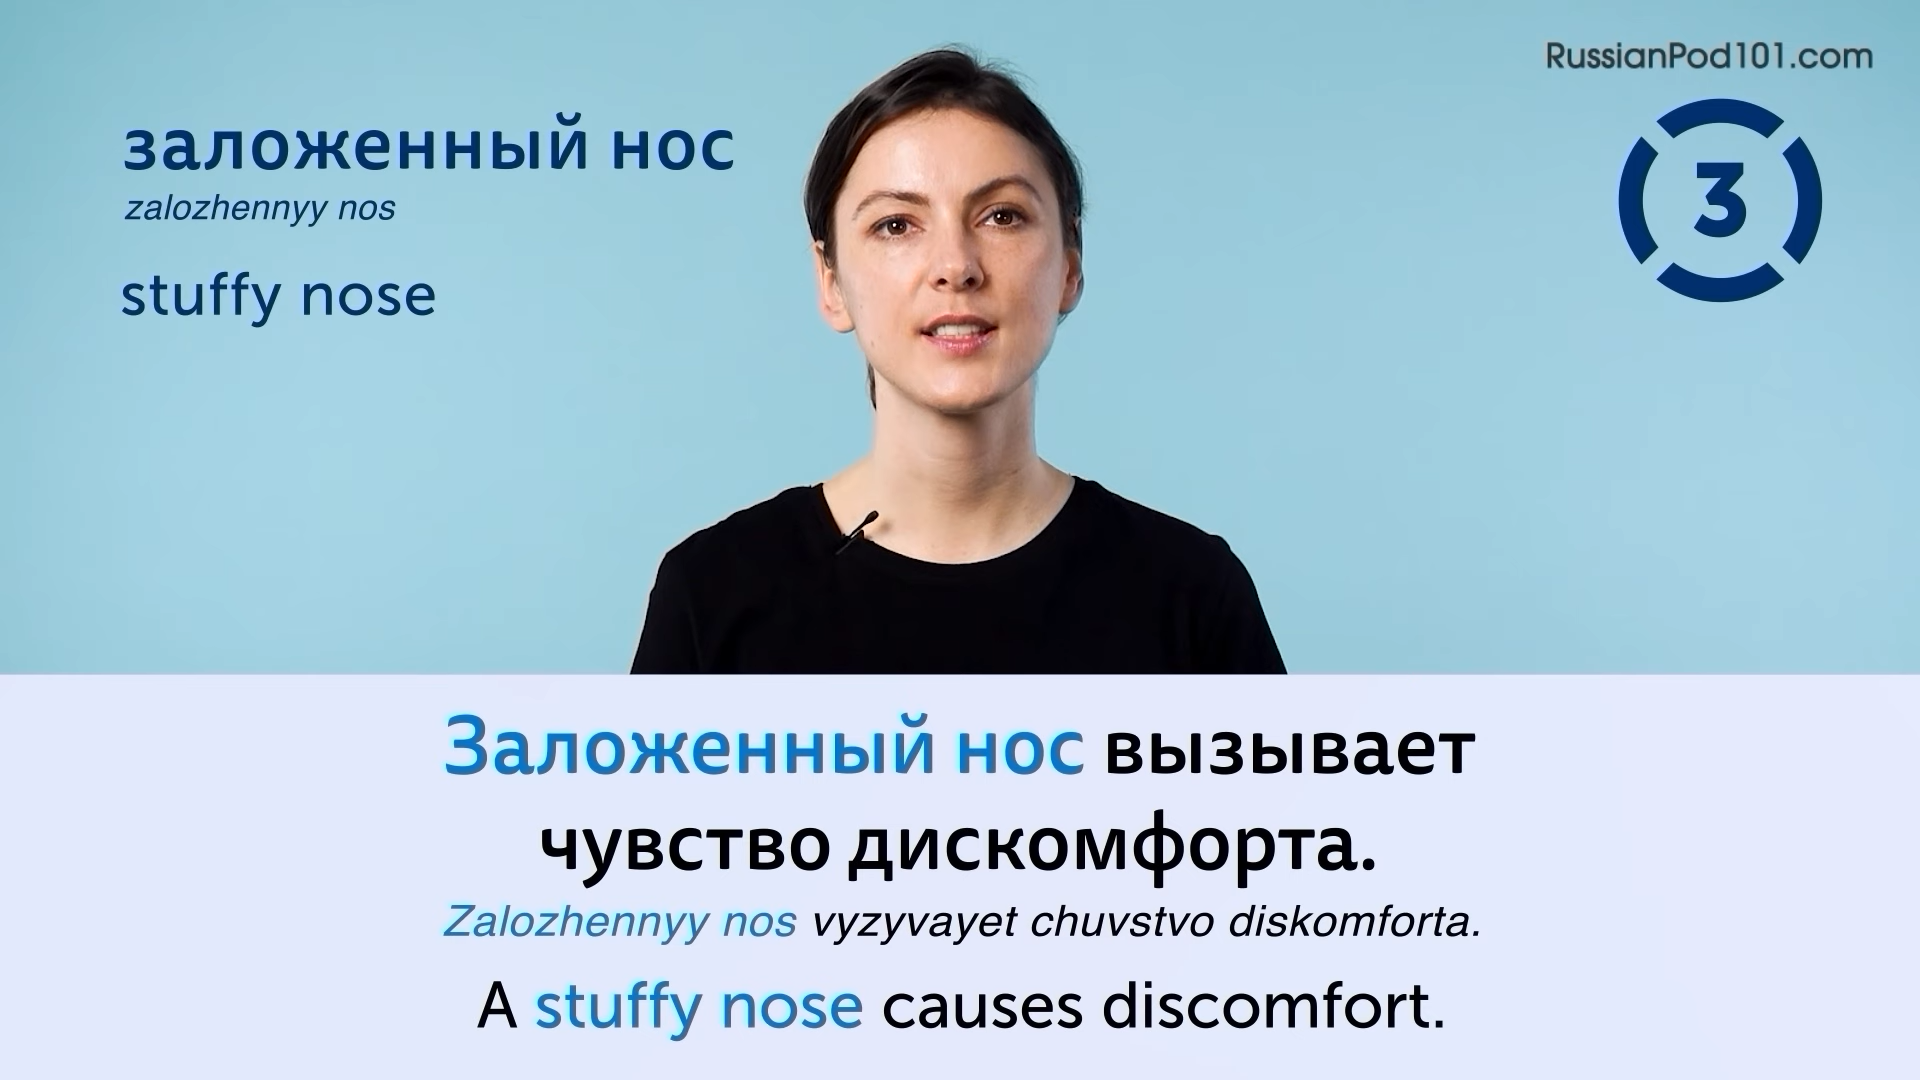 RussianPod101.com
заложенный нос
zalozhennyy nos
stuffy nose
3
Заложенный нос вызывает
чувство дискомфорта.
Zalozhennyy nos vyzyvayet chuvstvo diskomforta.
A stuffy nose causes discomfort.